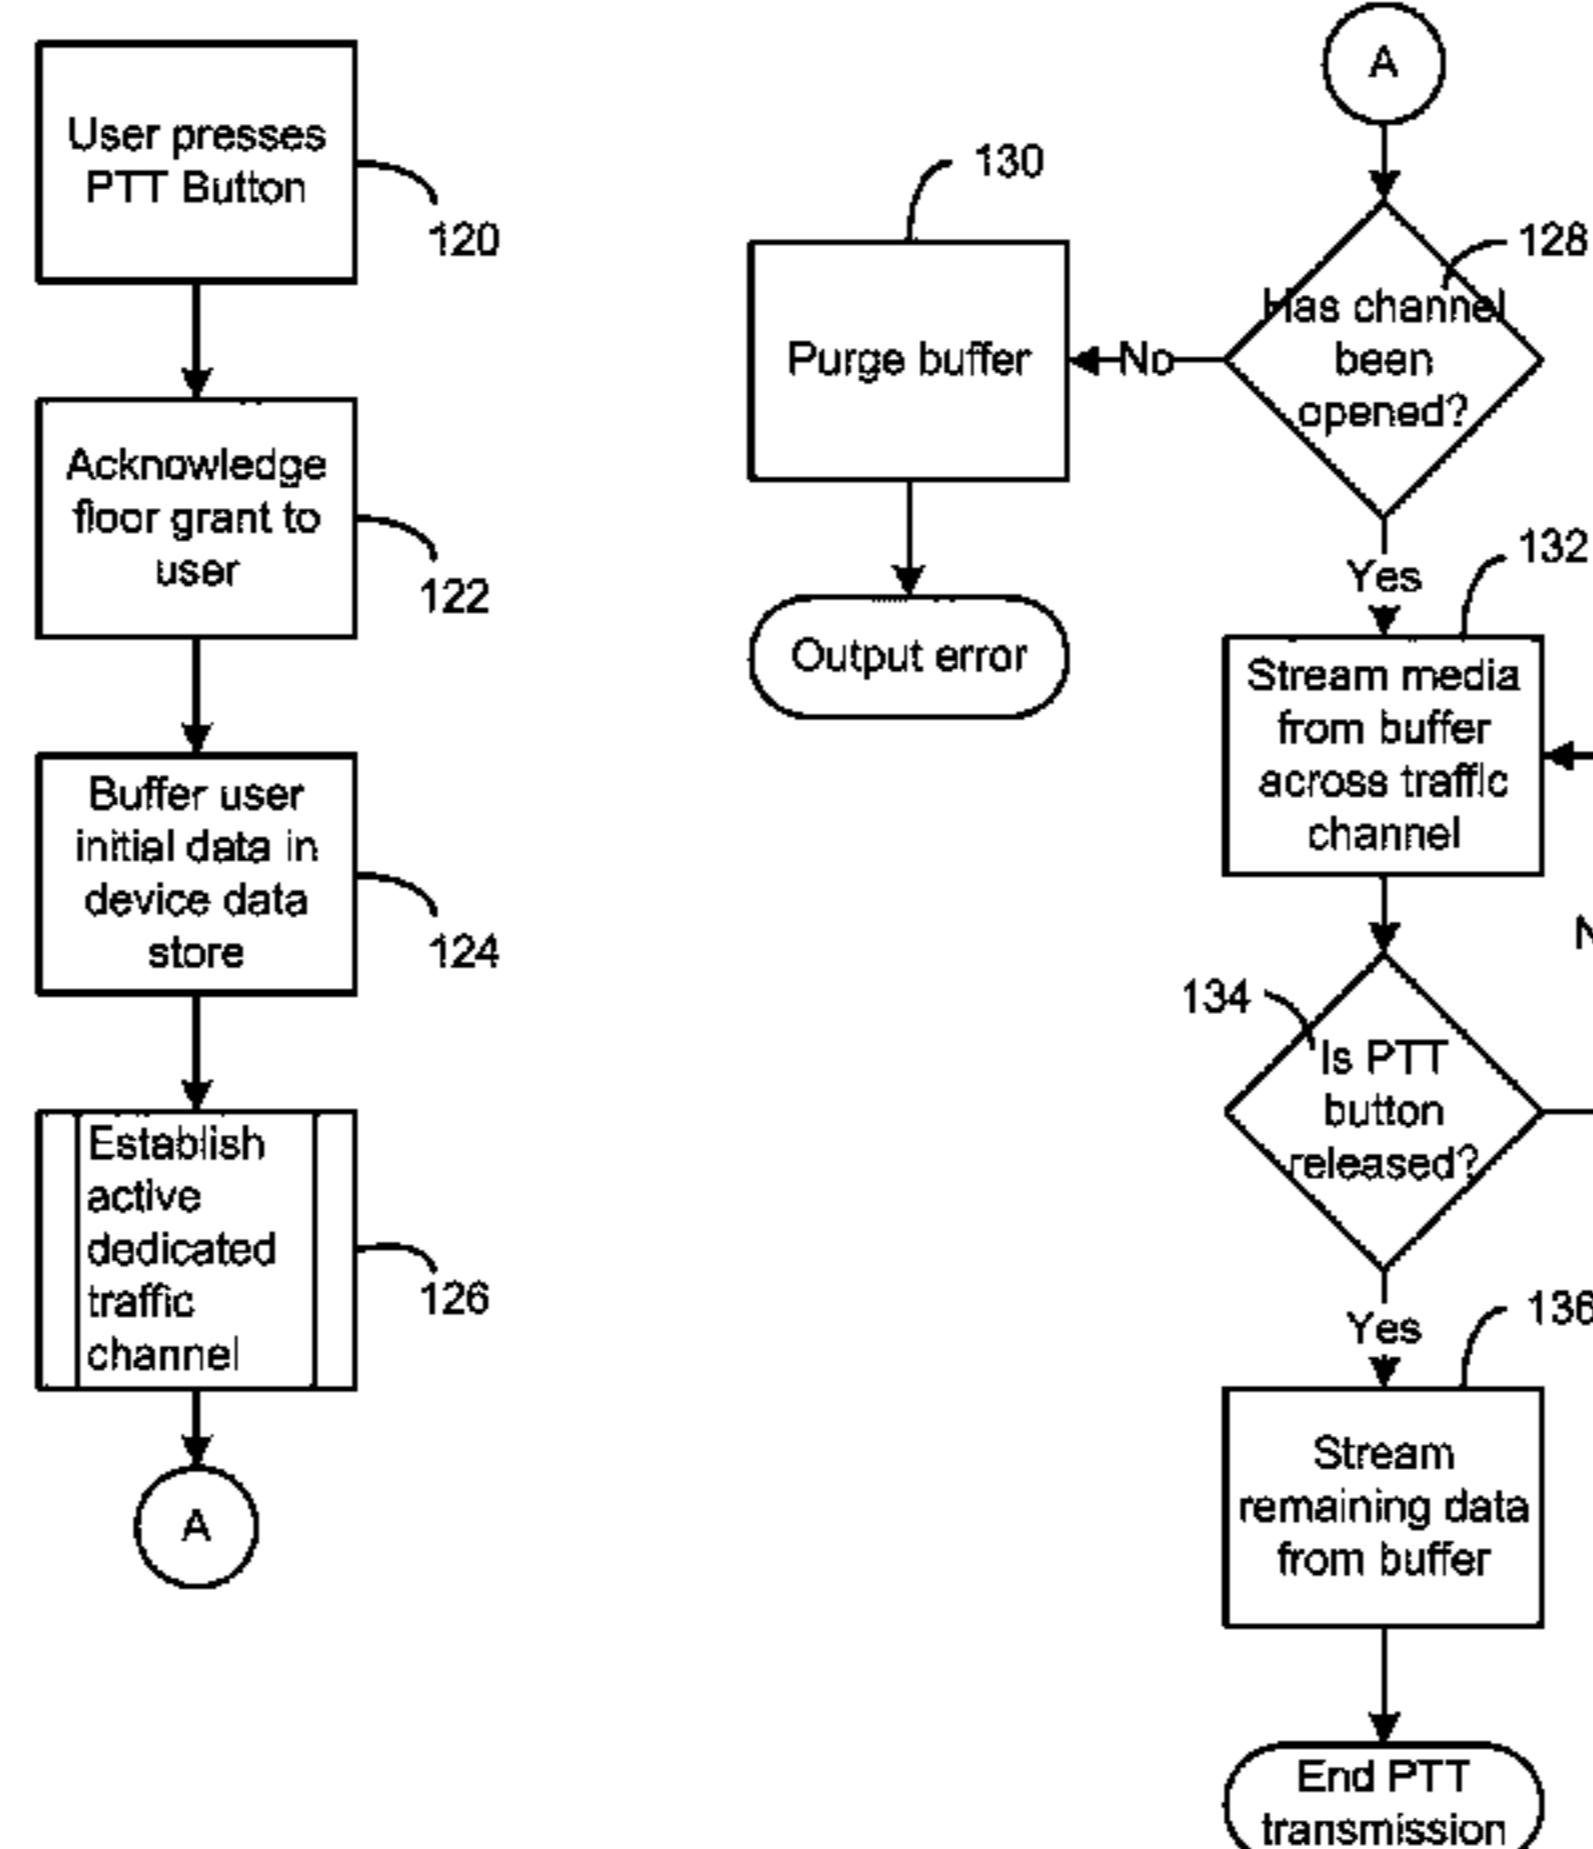 User presses
PTT Button
120
Acknowledge
floor grant to
user
122
Buffer user
initial data in
device data
store
124
Establish
active
dedicated
traffic
channel
126
A
A
128
Has channel
been
opened?
No
130
Purge buffer
Output error
Yes
132
Stream media
from buffer
across traffic
channel
134
Is PTT
button
released?
Yes
136
Stream
remaining data
from buffer
End PTT
transmission